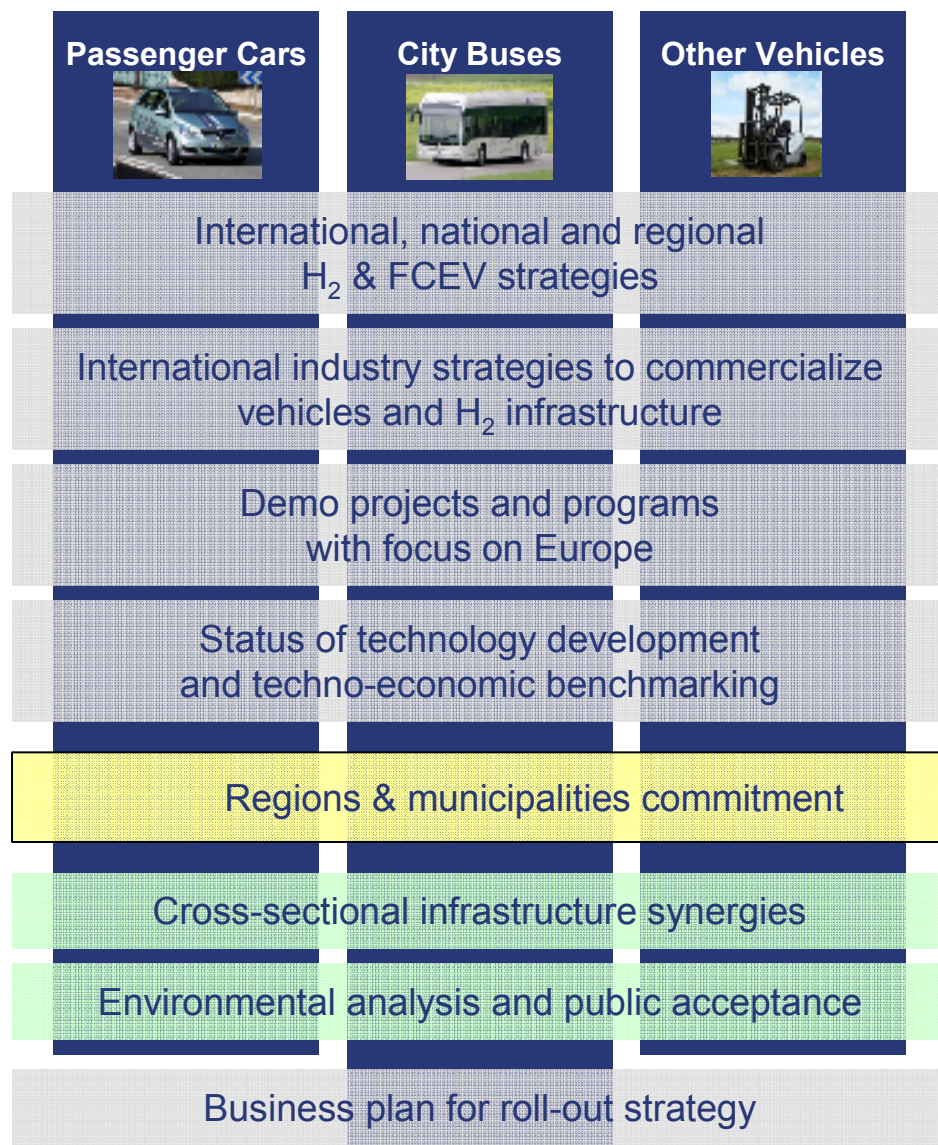 Passenger Cars
City Buses
Other Vehicles
International, national and regional
H₂ & FCEV strategies
International industry strategies to commercialize
vehicles and H₂ infrastructure
Demo projects and programs
with focus on Europe
Status of technology development
and techno-economic benchmarking
Regions & municipalities commitment
Cross-sectional infrastructure synergies
Environmental analysis and public acceptance
Business plan for roll-out strategy